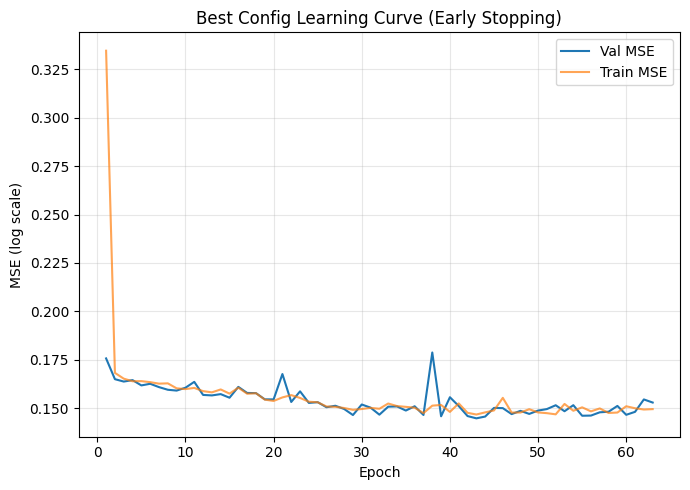 Best Config Learning Curve (Early Stopping)
Val MSE
Train MSE
MSE (log scale)
0.325
0.300
0.275
0.250
0.225
0.200
0.175
0.150
0 10 20 30 40 50 60
Epoch